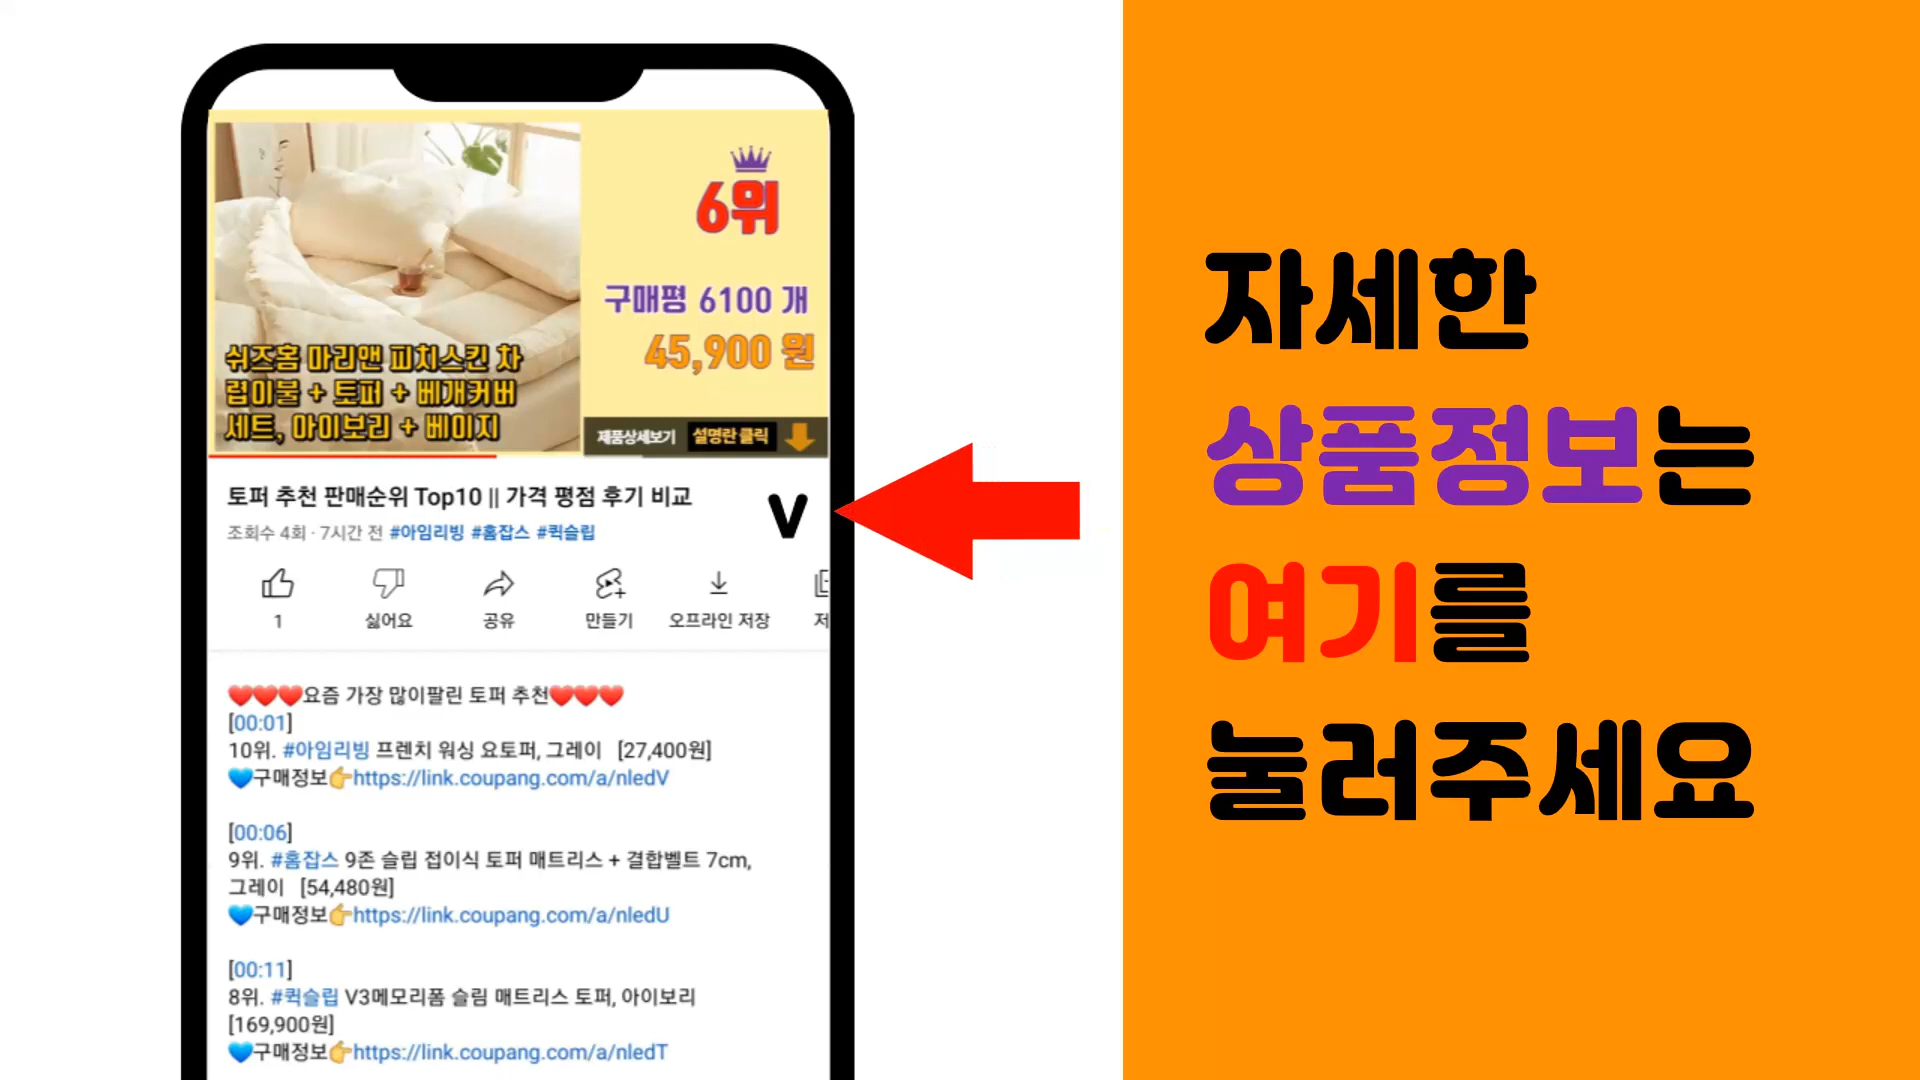 6위
구매평 6100 개
45,900 원
쉬즈홈 마리앤 피치스킨 차
렵이불 + 토퍼 + 베개커버
세트, 아이보리 + 베이지
제품상세보기 설명란 클릭
토퍼 추천 판매순위 Top10 || 가격 평점 후기 비교
V
조회수 4회 · 7시간 전 #아임리빙 #홈잡스 #퀵슬립
1 싫어요 공유 만들기 오프라인 저장 저
❤️❤️❤️요즘 가장 많이팔린 토퍼 추천❤️❤️❤️
[00:01]
10위. #아임리빙 프렌치 워싱 요토퍼, 그레이 [27,400원]
💙구매정보👉https://link.coupang.com/a/nledV
[00:06]
9위. #홈잡스 9존 슬립 접이식 토퍼 매트리스 + 결합벨트 7cm,
그레이 [54,480원]
💙구매정보👉https://link.coupang.com/a/nledU
[00:11]
8위. #퀵슬립 V3메모리폼 슬림 매트리스 토퍼, 아이보리
[169,900원]
💙구매정보👉https://link.coupang.com/a/nledT
자세한
상품정보는
여기를
눌러주세요